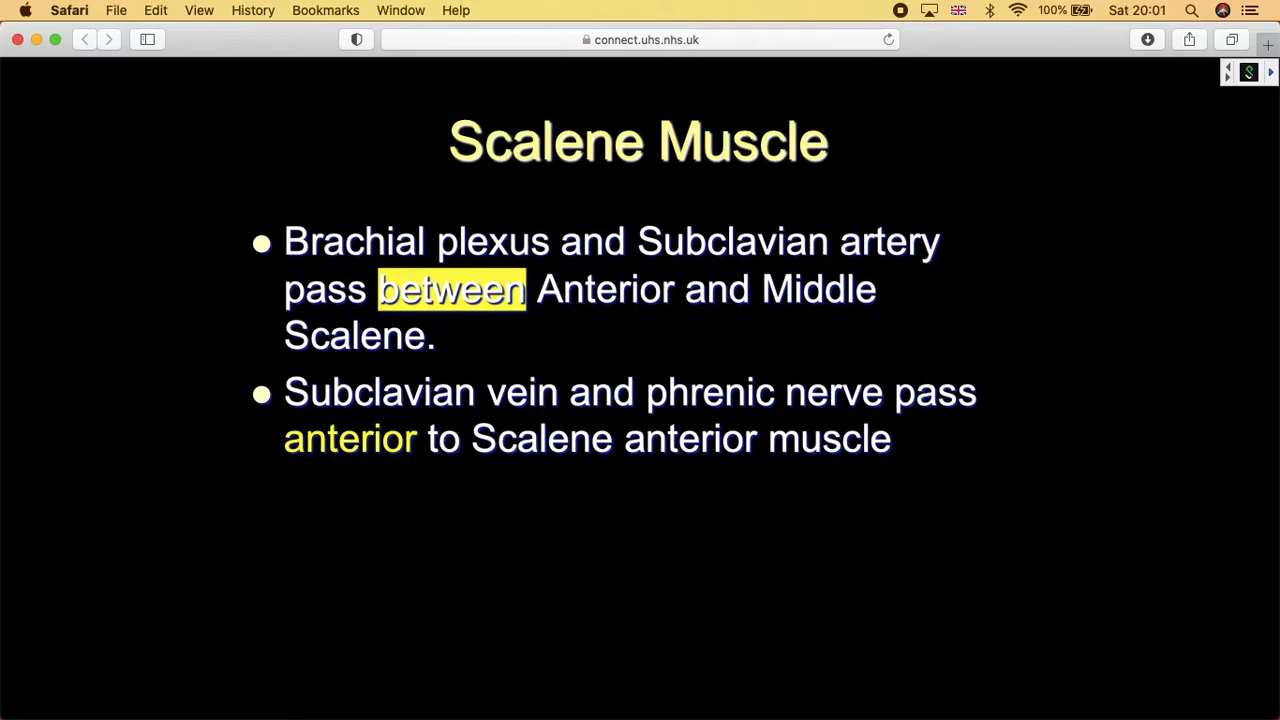 Safari File Edit View History Bookmarks Window Help 100% Sat 20:01
connect.uhs.nhs.uk
Scalene Muscle
Brachial plexus and Subclavian artery
pass between Anterior and Middle
Scalene.
Subclavian vein and phrenic nerve pass
anterior to Scalene anterior muscle